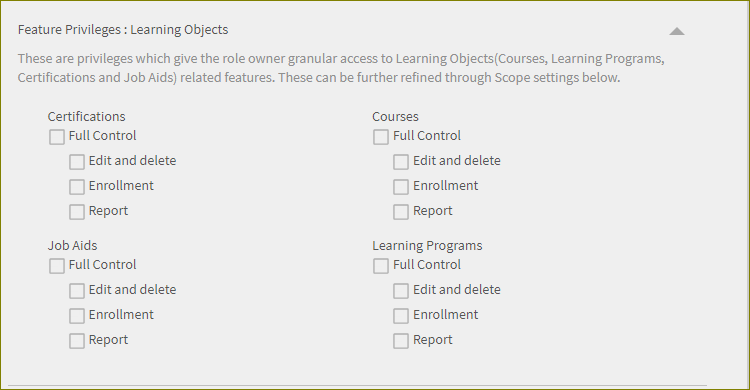 Feature Privileges : Learning Objects
These are privileges which give the role owner granular access to Learning Objects(Courses, Learning Programs,
Certifications and Job Aids) related features. These can be further refined through Scope settings below.
Certifications
Full Control
Edit and delete
Enrollment
Report
Courses
Full Control
Edit and delete
Enrollment
Report
Job Aids
Full Control
Edit and delete
Enrollment
Report
Learning Programs
Full Control
Edit and delete
Enrollment
Report